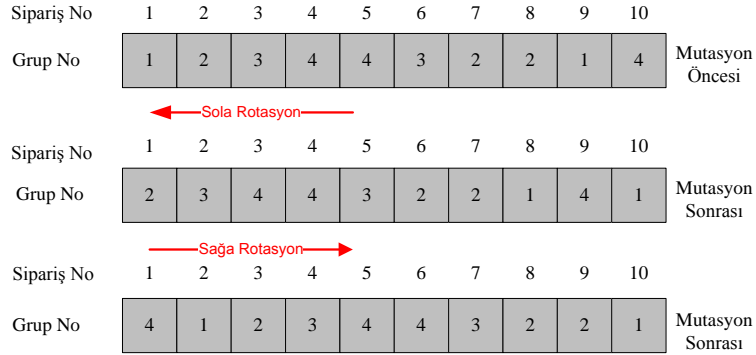 Sipariş No 1 2 3 4 5 6 7 8 9 10
Grup No 1 2 3 4 4 3 2 2 1 4 Mutasyon
Öncesi
Sola Rotasyon
Sipariş No 1 2 3 4 5 6 7 8 9 10
Grup No 2 3 4 4 3 2 2 1 4 1 Mutasyon
Sonrası
Sağa Rotasyon
Sipariş No 1 2 3 4 5 6 7 8 9 10
Grup No 4 1 2 3 4 4 3 2 2 1 Mutasyon
Sonrası